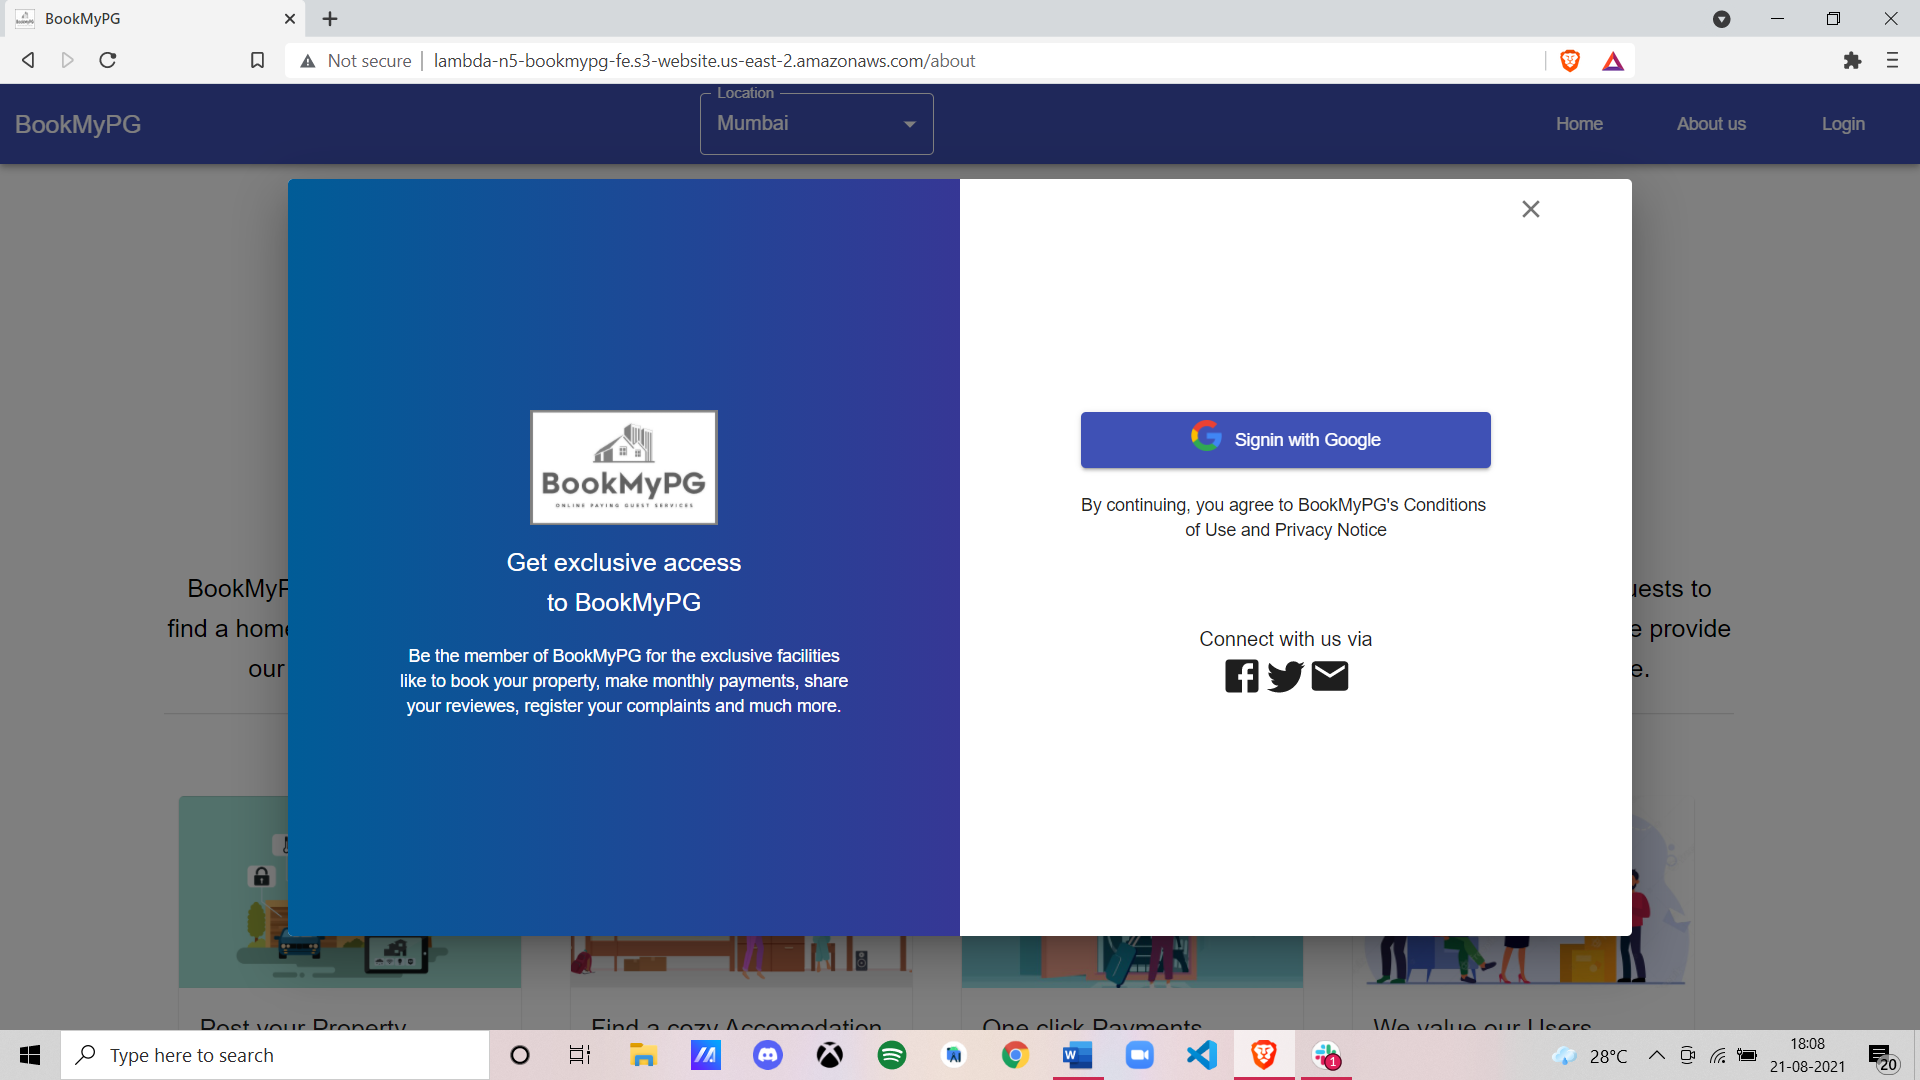 BookMyPG
Not secure
lambda-n5-bookmypg-fe.s3-website.us-east-2.amazonaws.com/about
BookMyPG
Location
Mumbai
Home
About us
Login
BookMyPG
ONLINE PAYING GUEST SERVICES
Get exclusive access
to BookMyPG
Be the member of BookMyPG for the exclusive facilities
like to book your property, make monthly payments, share
your reviewes, register your complaints and much more.
Signin with Google
By continuing, you agree to BookMyPG's Conditions
of Use and Privacy Notice
Connect with us via
find a home
provide
our
to
Post your Property
Find a cozy Accomodation
One click Payments
We value our Users
Type here to search
1
28°C
18:08
21-08-2021
20